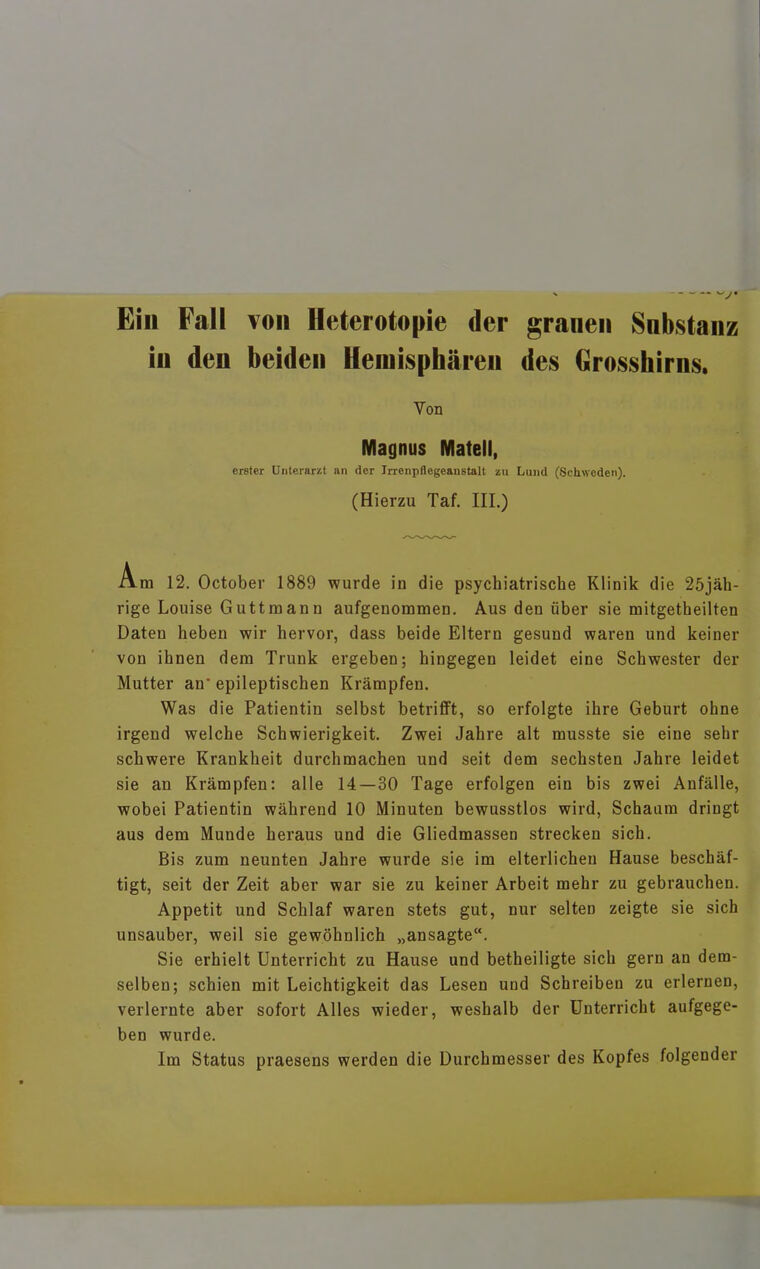 Ein Fall von Heterotopie der grauen Substanz
in den beiden Hemisphären des Grosshirns.
Von
Magnus Matell,
erster Unterarzt an der Irrenpflegeanstalt zu Lund (Schweden).
(Hierzu Taf. III.)
Am 12. October 1889 wurde in die psychiatrische Klinik die 25jäh-
rige Louise Guttmann aufgenommen. Aus den über sie mitgetheilten
Daten heben wir hervor, dass beide Eltern gesund waren und keiner
von ihnen dem Trunk ergeben; hingegen leidet eine Schwester der
Mutter an epileptischen Krämpfen.
Was die Patientin selbst betrifft, so erfolgte ihre Geburt ohne
irgend welche Schwierigkeit. Zwei Jahre alt musste sie eine sehr
schwere Krankheit durchmachen und seit dem sechsten Jahre leidet
sie an Krämpfen: alle 14—30 Tage erfolgen ein bis zwei Anfälle,
wobei Patientin während 10 Minuten bewusstlos wird, Schaum dringt
aus dem Munde heraus und die Gliedmassen strecken sich.
Bis zum neunten Jahre wurde sie im elterlichen Hause beschäf-
tigt, seit der Zeit aber war sie zu keiner Arbeit mehr zu gebrauchen.
Appetit und Schlaf waren stets gut, nur selten zeigte sie sich
unsauber, weil sie gewöhnlich „ansagte“.
Sie erhielt Unterricht zu Hause und betheiligte sich gern an dem-
selben; schien mit Leichtigkeit das Lesen und Schreiben zu erlernen,
verlernte aber sofort Alles wieder, weshalb der Unterricht aufgege-
ben wurde.
Im Status praesens werden die Durchmesser des Kopfes folgender